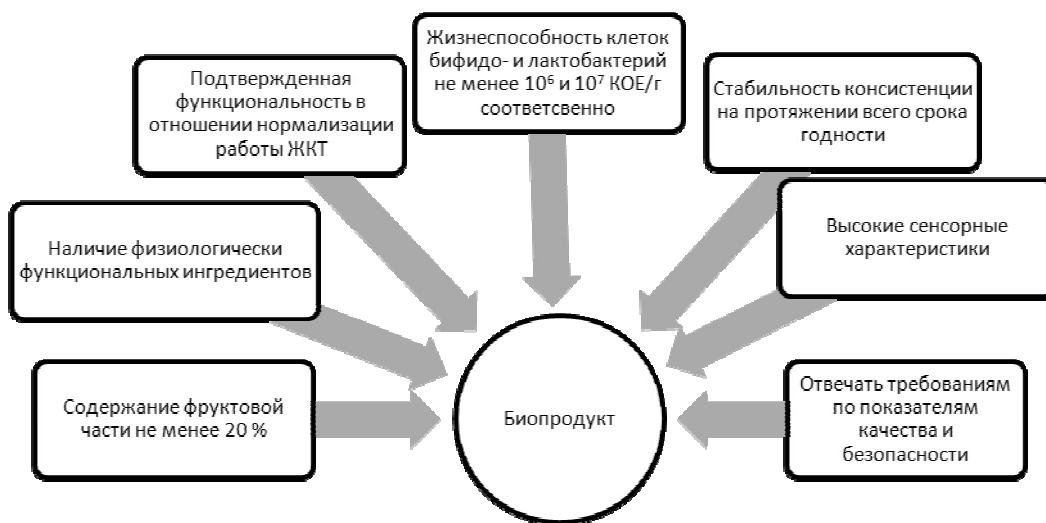 Жизнеспособность клеток
бифидо- и лактобактерий
не менее 10⁶ и 10⁷ КОЕ/г
соответсвенно
Подтвержденная
функциональность в
отношении нормализации
работы ЖКТ
Стабильность консистенции
на протяжении всего срока
годности
Наличие физиологически
функциональных ингредиентов
Высокие сенсорные
характеристики
Содержание фруктовой
части не менее 20 %
Биопродукт
Отвечать требованиям
по показателям
качества и
безопасности